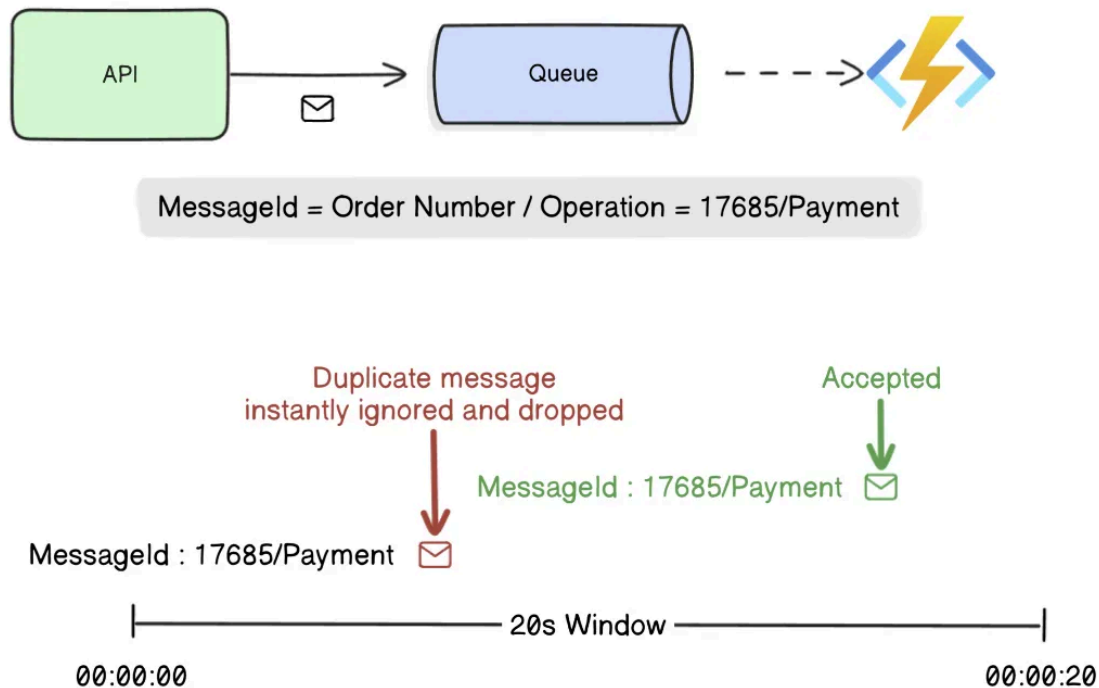 API
Queue
MessageId = Order Number / Operation = 17685/Payment
Duplicate message
instantly ignored and dropped
Accepted
MessageId : 17685/Payment
MessageId : 17685/Payment
20s Window
00:00:00
00:00:20